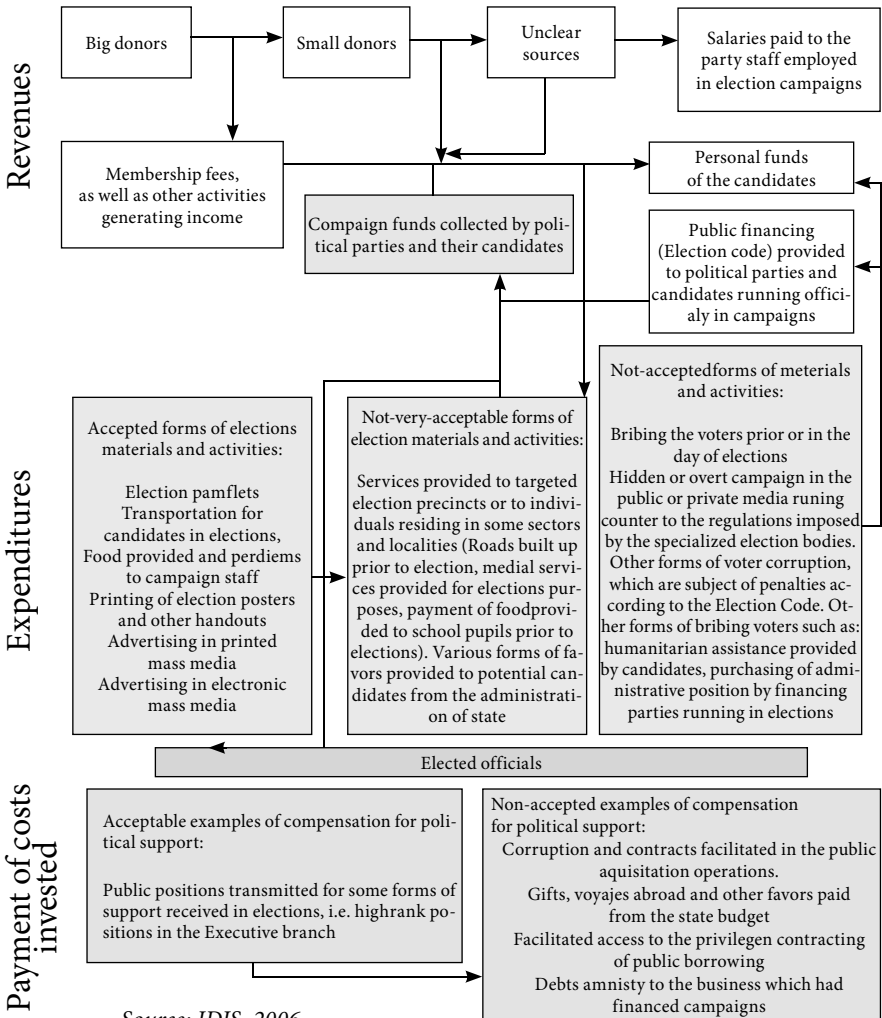 Revenues
Big donors
Small donors
Unclear
sources
Salaries paid to the
party staff employed
in election campaigns
Membership fees,
as well as other activities
generating income
Personal funds
of the candidates
Compaign funds collected by poli-
tical parties and their candidates
Public financing
(Election code) provided
to political parties and
candidates running offici-
aly in campaigns
Expenditures
Accepted forms of elections
materials and activities:
Election pamflets
Transportation for
candidates in elections,
Food provided and perdiems
to campaign staff
Printing of election posters
and other handouts
Advertising in printed
mass media
Advertising in electronic
mass media
Not-very-acceptable forms of
election materials and activities:
Services provided to targeted
election precincts or to indivi-
duals residing in some sectors
and localities (Roads built up
prior to election, medial servi-
ces provided for elections pur-
poses, payment of foodprovi-
ded to school pupils prior to
elections). Various forms of fa-
vors provided to potential can-
didates from the administrati-
on of state
Not-acceptedforms of meterials
and activities:
Bribing the voters prior or in the
day of elections
Hidden or overt campaign in the
public or private media runing
counter to the regulations imposed
by the specialized election bodies.
Other forms of voter corruption,
which are subject of penalties ac-
cording to the Election Code. Ot-
her forms of bribing voters such as:
humanitarian assistance provided
by candidates, purchasing of admi-
nistrative position by financing
parties running in elections
Elected officials
Payment of costs
invested
Acceptable examples of compensation for poli-
tical support:
Public positions transmitted for some forms of
support received in elections, i.e. highrank po-
sitions in the Executive branch
Non-accepted examples of compensation
for political support:
Corruption and contracts facilitated in the public
aquisitation operations.
Gifts, voyajes abroad and other favors paid
from the state budget
Facilitated access to the privilegen contracting
of public borrowing
Debts amnisty to the business which had
financed campaigns
Source: IDIS, 2006